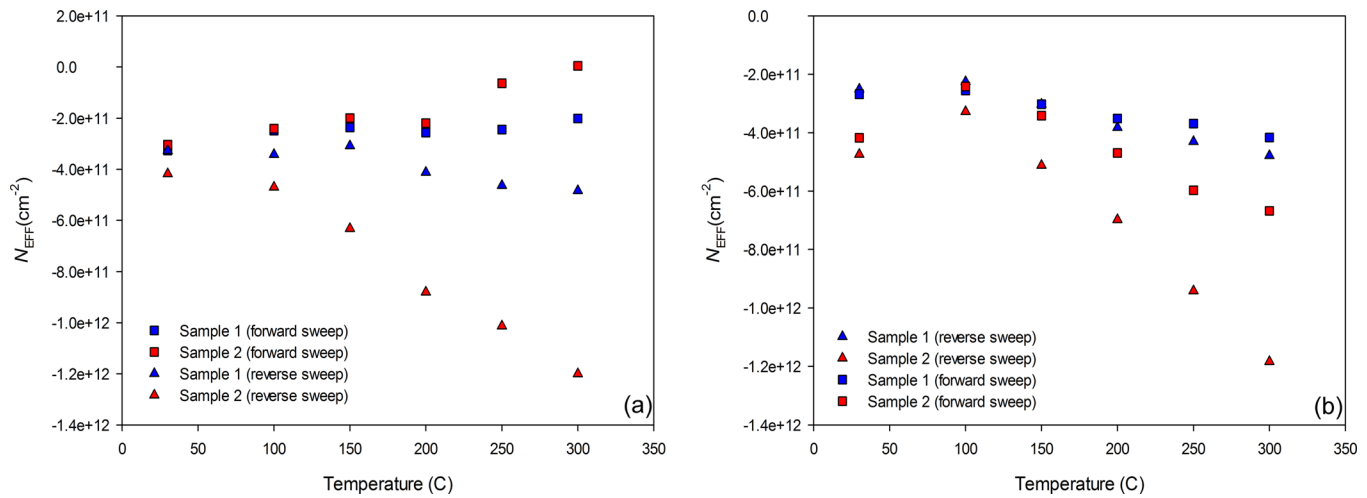 2.0e+11
0.0
-2.0e+11
-4.0e+11
-6.0e+11
-8.0e+11
-1.0e+12
-1.2e+12
-1.4e+12
N_EFF(cm^-2)
Sample 1 (forward sweep)
Sample 2 (forward sweep)
Sample 1 (reverse sweep)
Sample 2 (reverse sweep)
(a)
0 50 100 150 200 250 300 350
Temperature (C)
0.0
-2.0e+11
-4.0e+11
-6.0e+11
-8.0e+11
-1.0e+12
-1.2e+12
-1.4e+12
N_EFF(cm^-2)
Sample 1 (reverse sweep)
Sample 2 (reverse sweep)
Sample 1 (forward sweep)
Sample 2 (forward sweep)
(b)
0 50 100 150 200 250 300 350
Temperature (C)